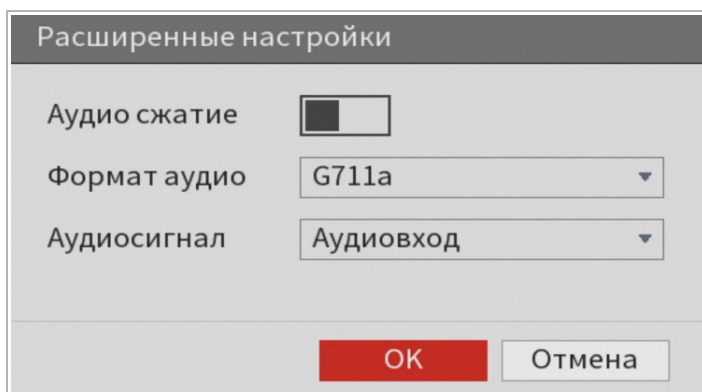 Расширенные настройки
Аудио сжатие
Формат аудио G711a
Аудиосигнал Аудиовход
OK Отмена